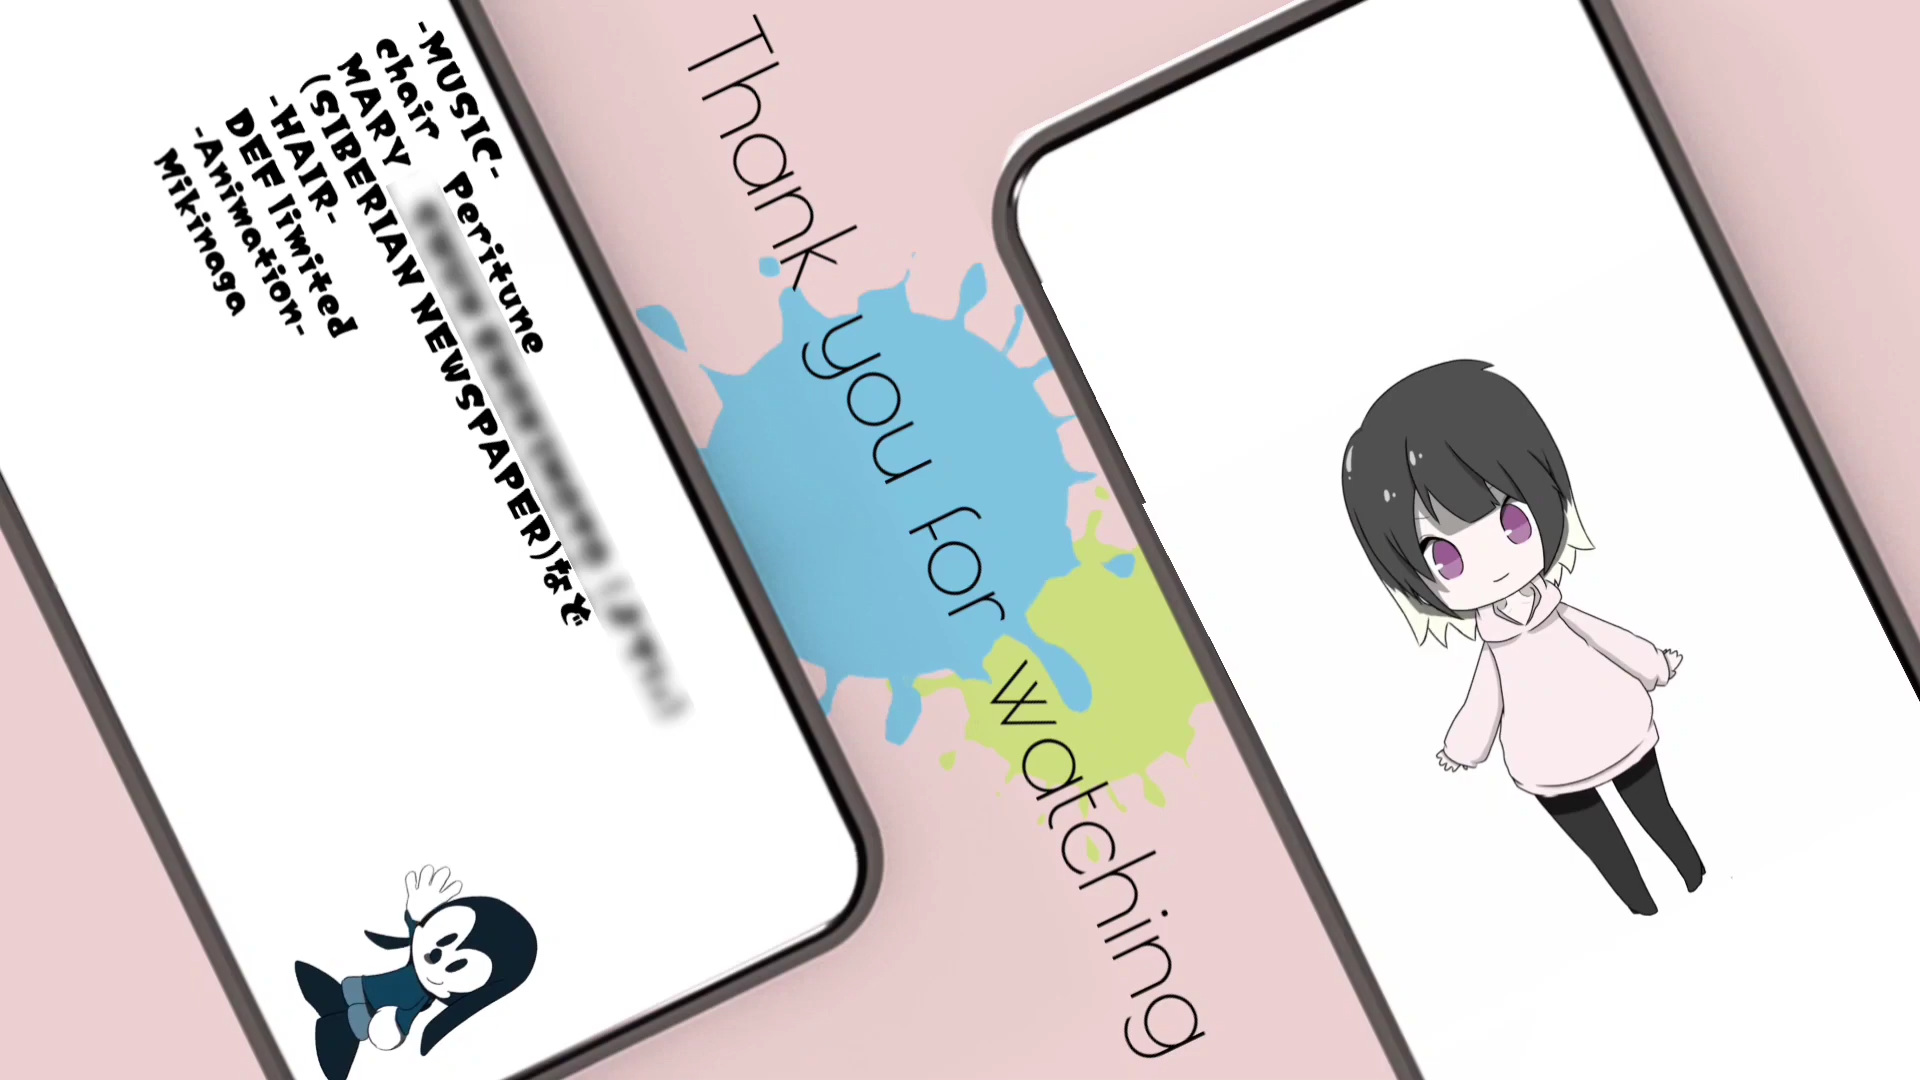 -MUSIC-
chair Peritune
MARY
(SIBERIAN NEWSPAPER)など
-HAIR-
DEF limited
-Animation-
Mikinaga
Thank you for watching